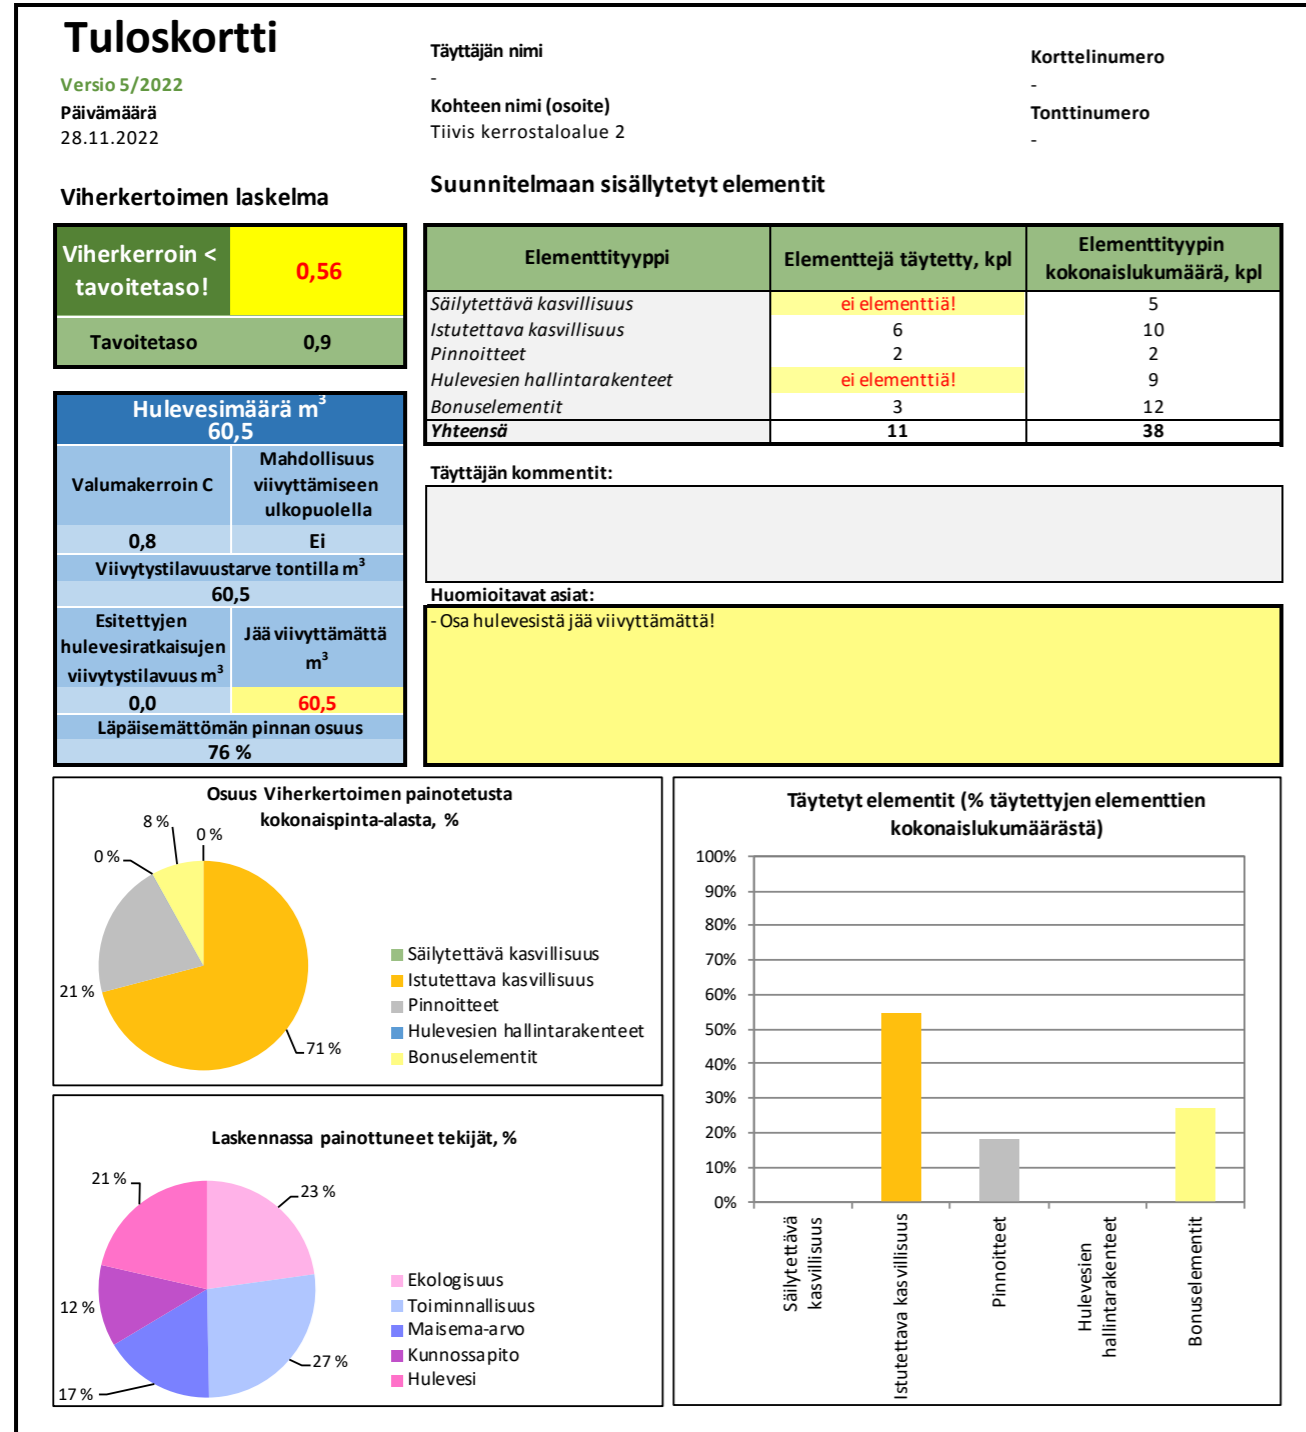 Tuloskortti
Versio 5/2022
Päivämäärä
28.11.2022
Täyttäjän nimi
-
Kohteen nimi (osoite)
Tiivis kerrostaloalue 2
Korttelinumero
-
Tonttinumero
-
Viherkertoimen laskelma
Viherkerroin <
tavoitetaso!
0,56
Tavoitetaso 0,9
Suunnitelmaan sisällytetyt elementit
Elementtityyppi Elementtejä täytetty, kpl Elementtityypin
kokonaislukumäärä, kpl
Säilytettävä kasvillisuus ei elementtiä! 5
Istutettava kasvillisuus 6 10
Pinnoitteet 2 2
Hulevesien hallintarakenteet ei elementtiä! 9
Bonuselementit 3 12
Yhteensä 11 38
Hulevesimäärä m³
60,5
Valumakerroin C
Mahdollisuus
viivyttämiseen
ulkopuolella
0,8 Ei
Viivytystilavuustarve tontilla m³
60,5
Esitettyjen
hulevesiratkaisujen
viivytystilavuus m³
Jää viivyttämättä
m³
0,0 60,5
Läpäisemättömän pinnan osuus
76 %
Täyttäjän kommentit:
Huomioitavat asiat:
- Osa hulevesistä jää viivyttämättä!
Osuus Viherkertoimen painotetusta
kokonaispinta-alasta, %
8 %
0 %
0 %
21 %
71 %
Säilytettävä kasvillisuus
Istutettava kasvillisuus
Pinnoitteet
Hulevesien hallintarakenteet
Bonuselementit
Laskennassa painottuneet tekijät, %
21 %
23 %
12 %
27 %
17 %
Ekologisuus
Toiminnallisuus
Maisema-arvo
Kunnossapito
Hulevesi
Täytetyt elementit (% täytettyjen elementtien
kokonaislukumäärästä)
100%
90%
80%
70%
60%
50%
40%
30%
20%
10%
0%
Säilytettävä
kasvillisuus
Istutettava kasvillisuus
Pinnoitteet
Hulevesien
hallintarakenteet
Bonuselementit